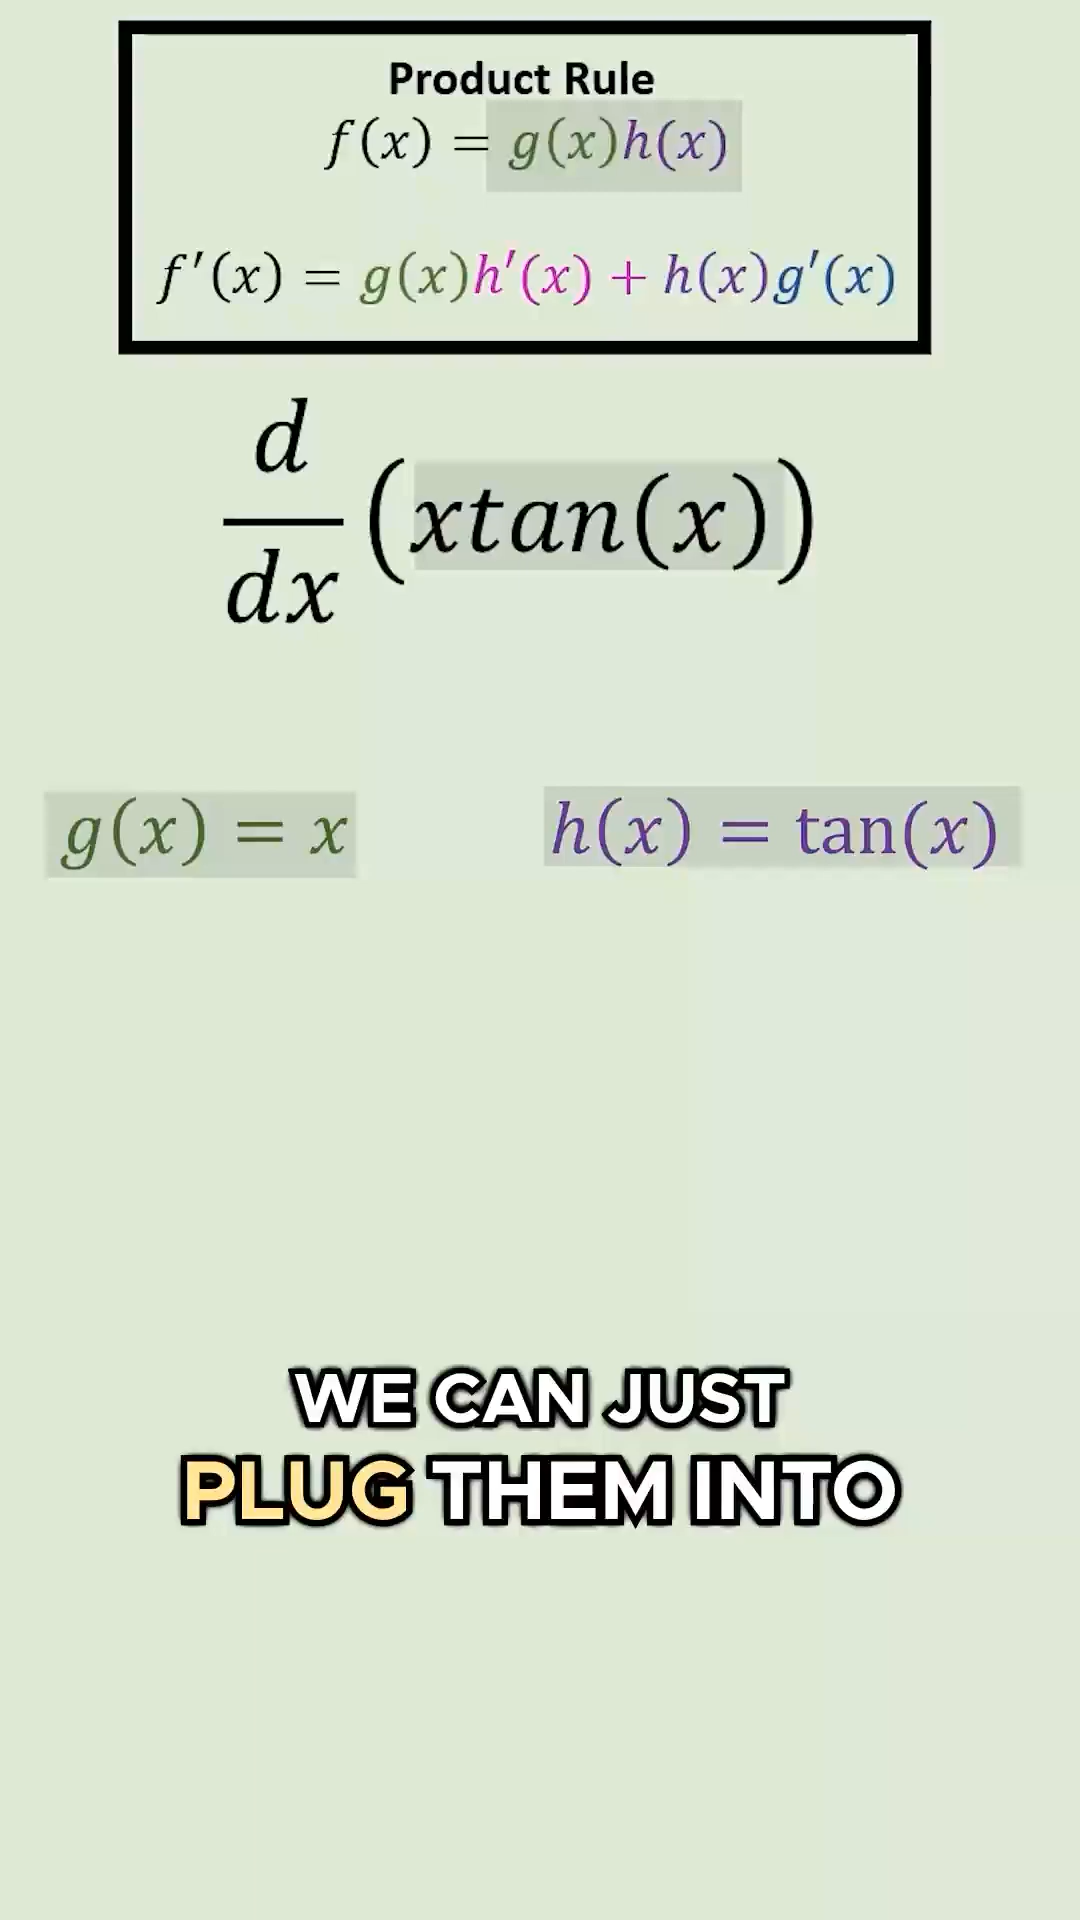 Product Rule
f(x) = g(x)h(x)
f′(x) = g(x)h′(x) + h(x)g′(x)
d
dx
(xtan(x))
g(x) = x
h(x) = tan(x)
WE CAN JUST
PLUG THEM INTO